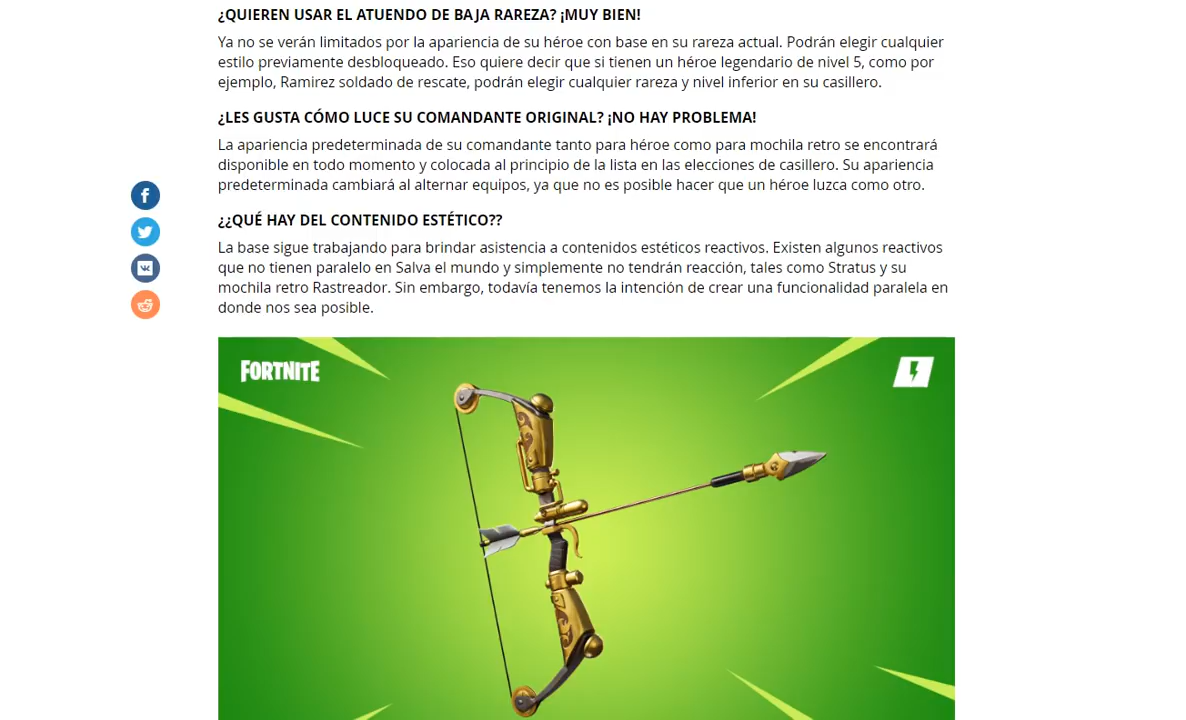 ¿QUIEREN USAR EL ATUENDO DE BAJA RAREZA? ¡MUY BIEN!
Ya no se verán limitados por la apariencia de su héroe con base en su rareza actual. Podrán elegir cualquier
estilo previamente desbloqueado. Eso quiere decir que si tienen un héroe legendario de nivel 5, como por
ejemplo, Ramirez soldado de rescate, podrán elegir cualquier rareza y nivel inferior en su casillero.
¿LES GUSTA CÓMO LUCE SU COMANDANTE ORIGINAL? ¡NO HAY PROBLEMA!
La apariencia predeterminada de su comandante tanto para héroe como para mochila retro se encontrará
disponible en todo momento y colocada al principio de la lista en las elecciones de casillero. Su apariencia
predeterminada cambiará al alternar equipos, ya que no es posible hacer que un héroe luzca como otro.
¿¿QUÉ HAY DEL CONTENIDO ESTÉTICO??
La base sigue trabajando para brindar asistencia a contenidos estéticos reactivos. Existen algunos reactivos
que no tienen paralelo en Salva el mundo y simplemente no tendrán reacción, tales como Stratus y su
mochila retro Rastreador. Sin embargo, todavía tenemos la intención de crear una funcionalidad paralela en
donde nos sea posible.
FORTNITE